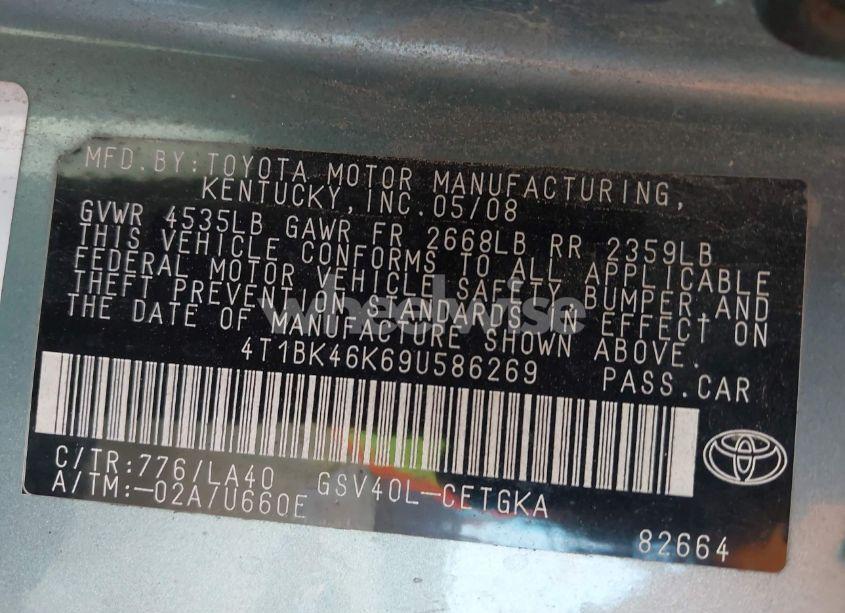 MFD.BY:TOYOTA MOTOR MANUFACTURING,
KENTUCKY,INC.05/08
GVWR 4535LB GAWR FR 2668LB RR 2359LB
THIS VEHICLE CONFORMS TO ALL APPLICABLE
FEDERAL MOTOR VEHICLE SAFETY,BUMPER,AND
THEFT PREVENTION STANDARDS IN EFFECT ON
THE DATE OF MANUFACTURE SHOWN ABOVE.
wheelwise
4T1BK46K69U586269 PASS.CAR
C/TR:776/LA40 GSV40L-CETGKA
A/TM:-02A/U660E
82664